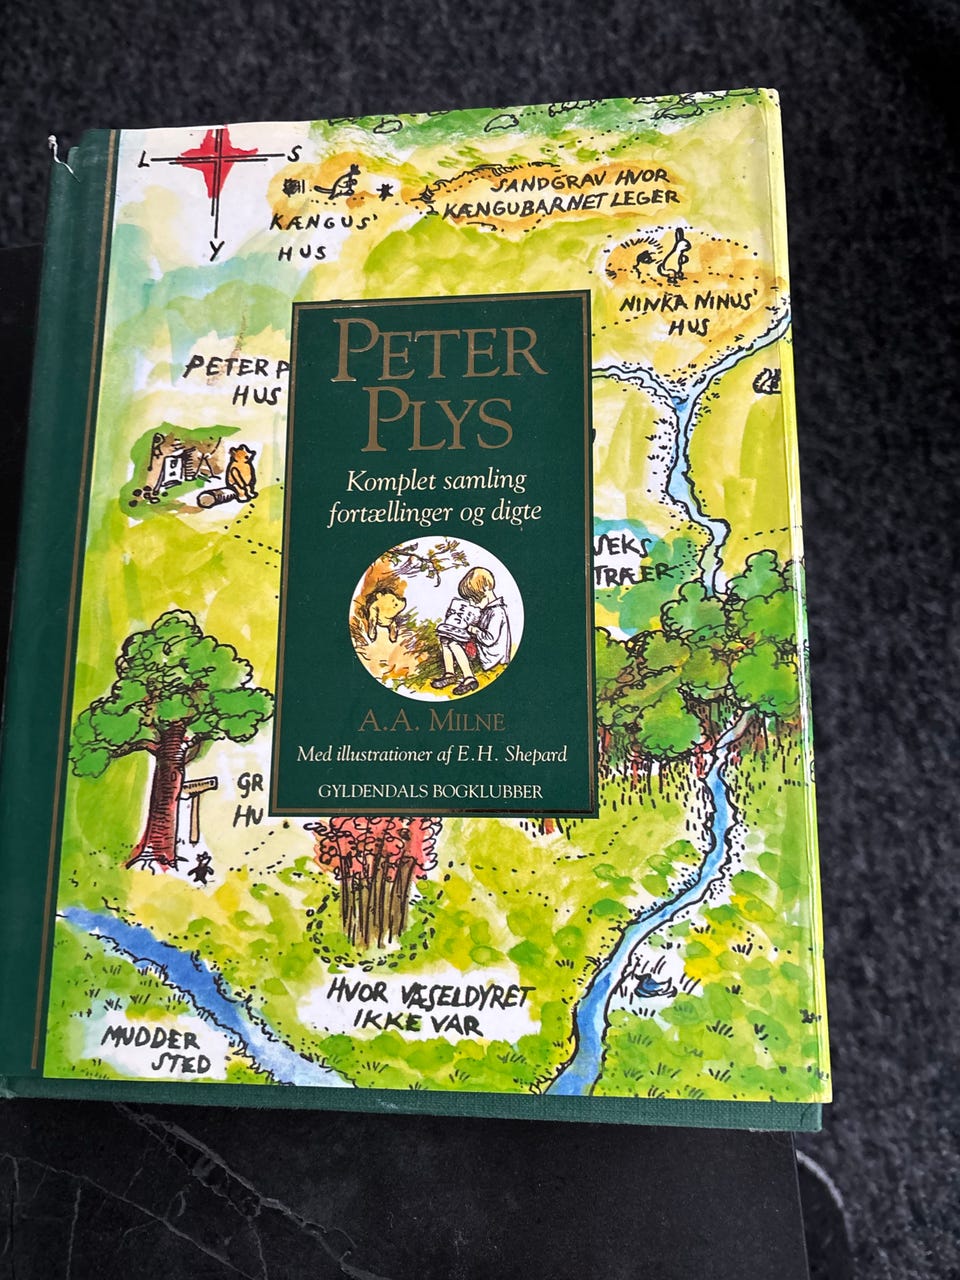 L S
Y
KÆNGUS'
HUS
SANDGRAV HVOR
KÆNGUBARNET LEGER
NINKA NINUS'
HUS
PETER P
HUS
PETER
PLYS
Komplet samling
fortællinger og digte
SEKS
TRÆER
A.A. MILNE
Med illustrationer af E.H. Shepard
GYLDENDALS BOGKLUBBER
GR
HU
HVOR VÆSELDYRET
IKKE VAR
MUDDER
STED